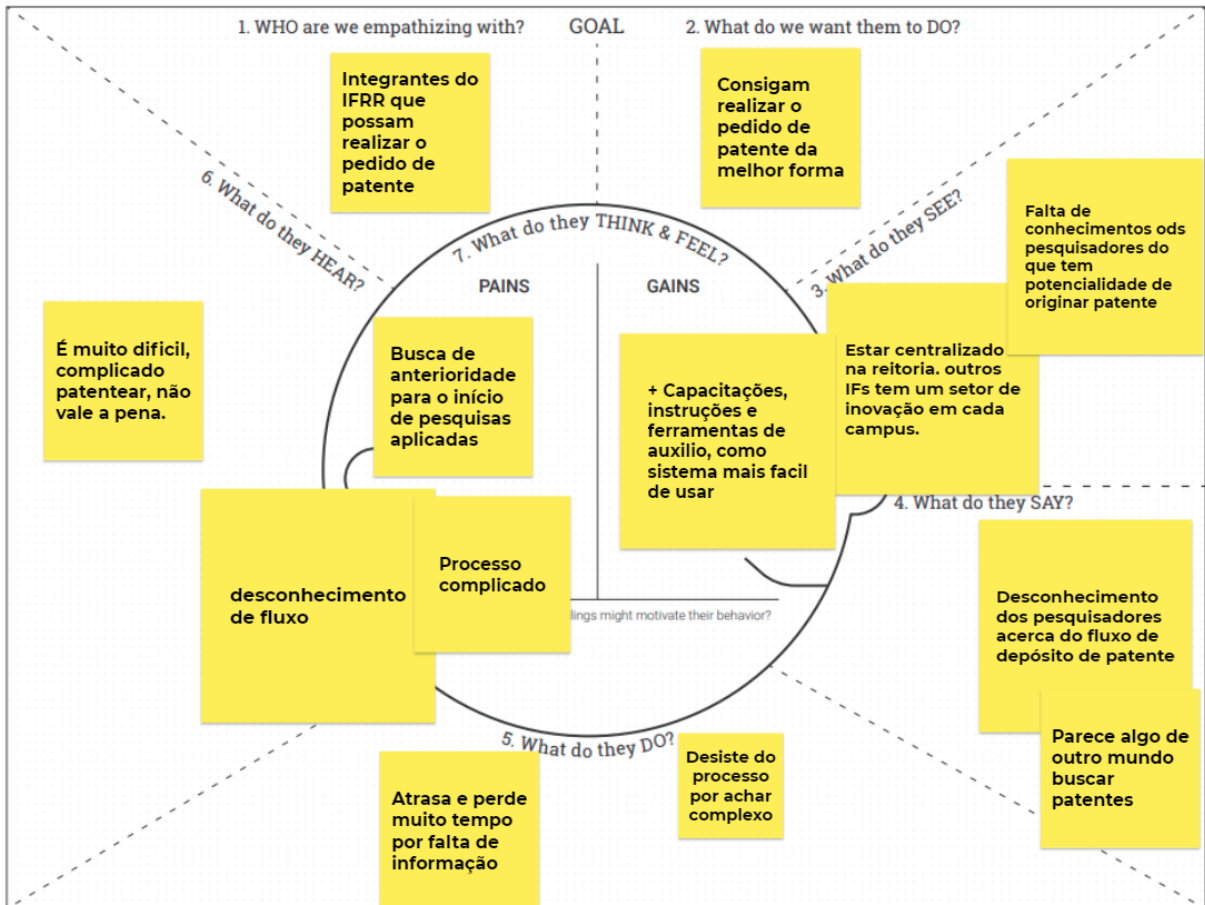 1. WHO are we empathizing with?
GOAL
2. What do we want them to DO?
Integrantes do
IFRR que
possam
realizar o
pedido de
patente
Consigam
realizar o
pedido de
patente da
melhor forma
3. What do they SEE?
Falta de
conhecimentos ods
pesquisadores do
que tem
potencialidade de
originar patente
Estar centralizado
na reitoria. outros
IFs tem um setor de
inovação em cada
campus.
4. What do they SAY?
Desconhecimento
dos pesquisadores
acerca do fluxo de
depósito de patente
Parece algo de
outro mundo
buscar
patentes
5. What do they DO?
Atrasa e perde
muito tempo
por falta de
informação
Desiste do
processo
por achar
complexo
6. What do they HEAR?
É muito dificil,
complicado
patentear, não
vale a pena.
7. What do they THINK & FEEL?
PAINS
GAINS
Busca de
anterioridade
para o início
de pesquisas
aplicadas
desconhecimento
de fluxo
Processo
complicado
+ Capacitações,
instruções e
ferramentas de
auxilio, como
sistema mais facil
de usar
might motivate their behavior?